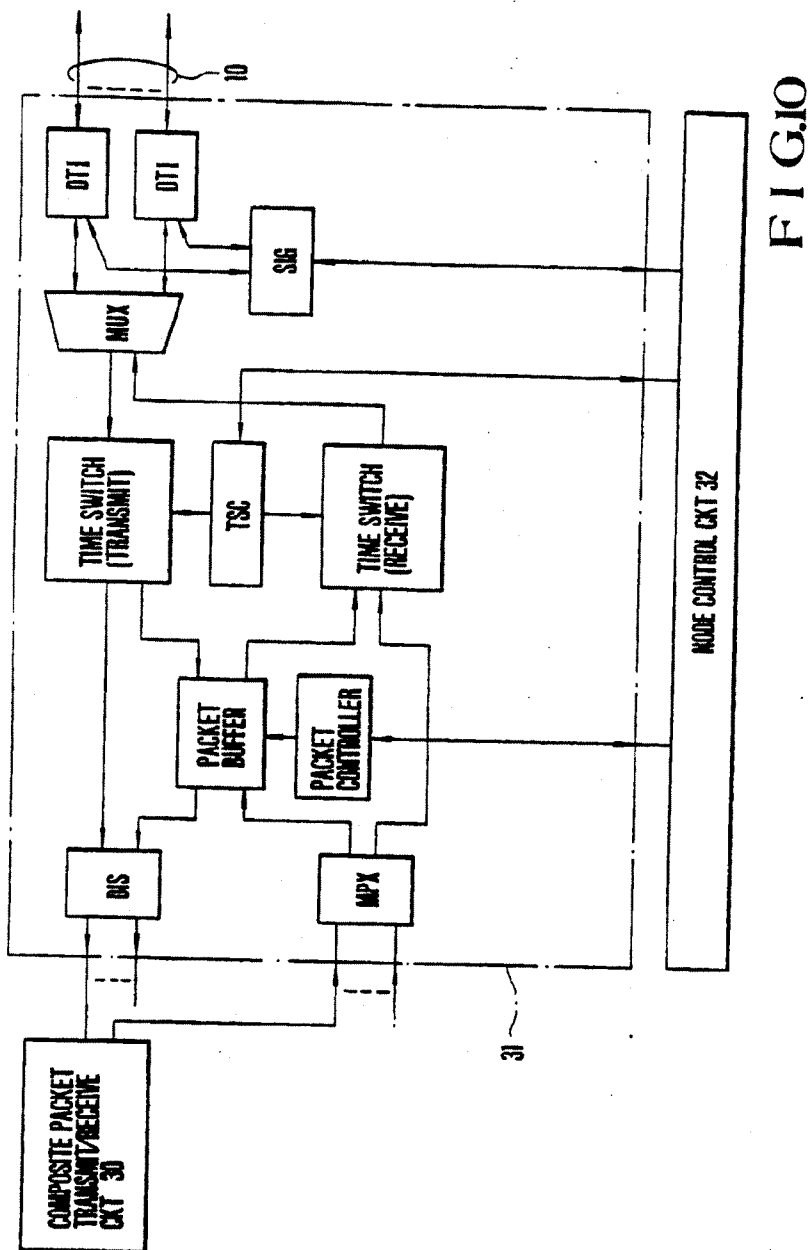 COMPOSITE PACKET
TRANSMIT/RECEIVE
CKT 30
DIS
MPX
31
PACKET
BUFFER
PACKET
CONTROLLER
TIME SWITCH
(TRANSMIT)
TSC
TIME SWITCH
(RECEIVE)
MUX
DTI
DTI
SIG
10
NODE CONTROL CKT 32
FIG.10